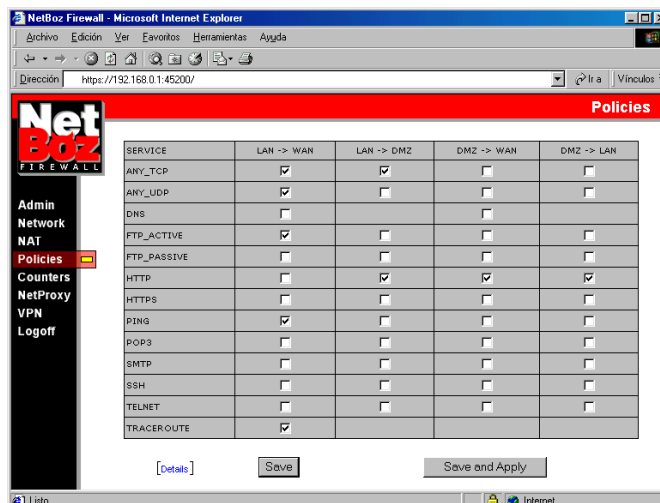 NetBoz Firewall - Microsoft Internet Explorer
Archivo Edición Ver Favoritos Herramientas Ayuda
Dirección https://192.168.0.1:45200/ Ir a Vínculos
Net
Boz
FIREWALL
Policies
Admin
Network
NAT
Policies
Counters
NetProxy
VPN
Logoff
SERVICE LAN -> WAN LAN -> DMZ DMZ -> WAN DMZ -> LAN
ANY_TCP
ANY_UDP
DNS
FTP_ACTIVE
FTP_PASSIVE
HTTP
HTTPS
PING
POP3
SMTP
SSH
TELNET
TRACEROUTE
[Details] Save Save and Apply
Listo Internet